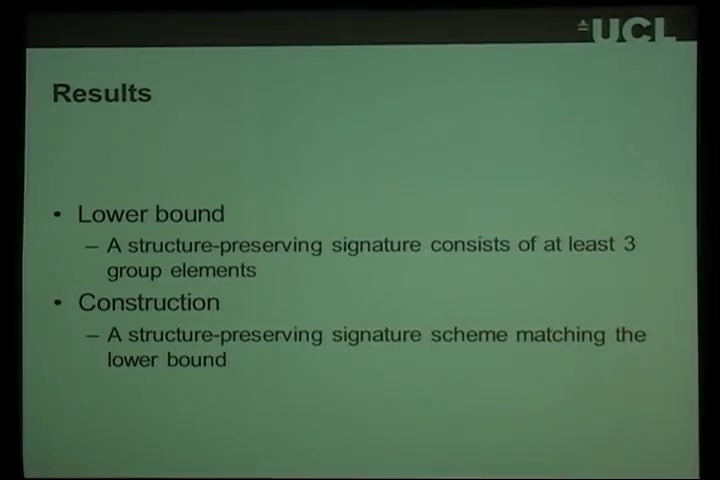 UCL
Results
• Lower bound
– A structure-preserving signature consists of at least 3
group elements
• Construction
– A structure-preserving signature scheme matching the
lower bound